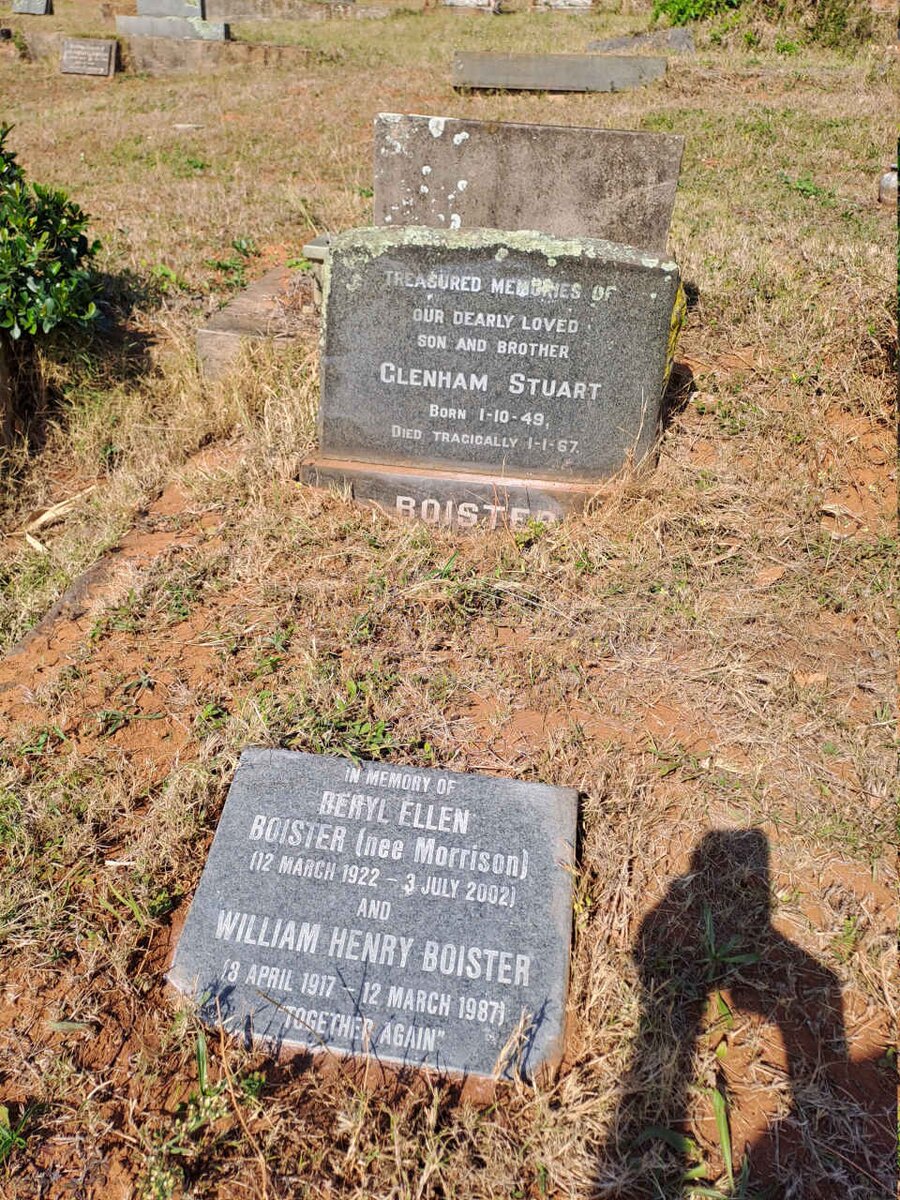 TREASURED MEMORIES OF
OUR DEARLY LOVED
SON AND BROTHER
GLENHAM STUART
BORN 1-10-49,
DIED TRAGICALLY 1-1-67.
BOISTER
IN MEMORY OF
BERYL ELLEN
BOISTER (nee Morrison)
(12 MARCH 1922 - 3 JULY 2002)
AND
WILLIAM HENRY BOISTER
(8 APRIL 1917 12 MARCH 1987)
TOGETHER AGAIN"